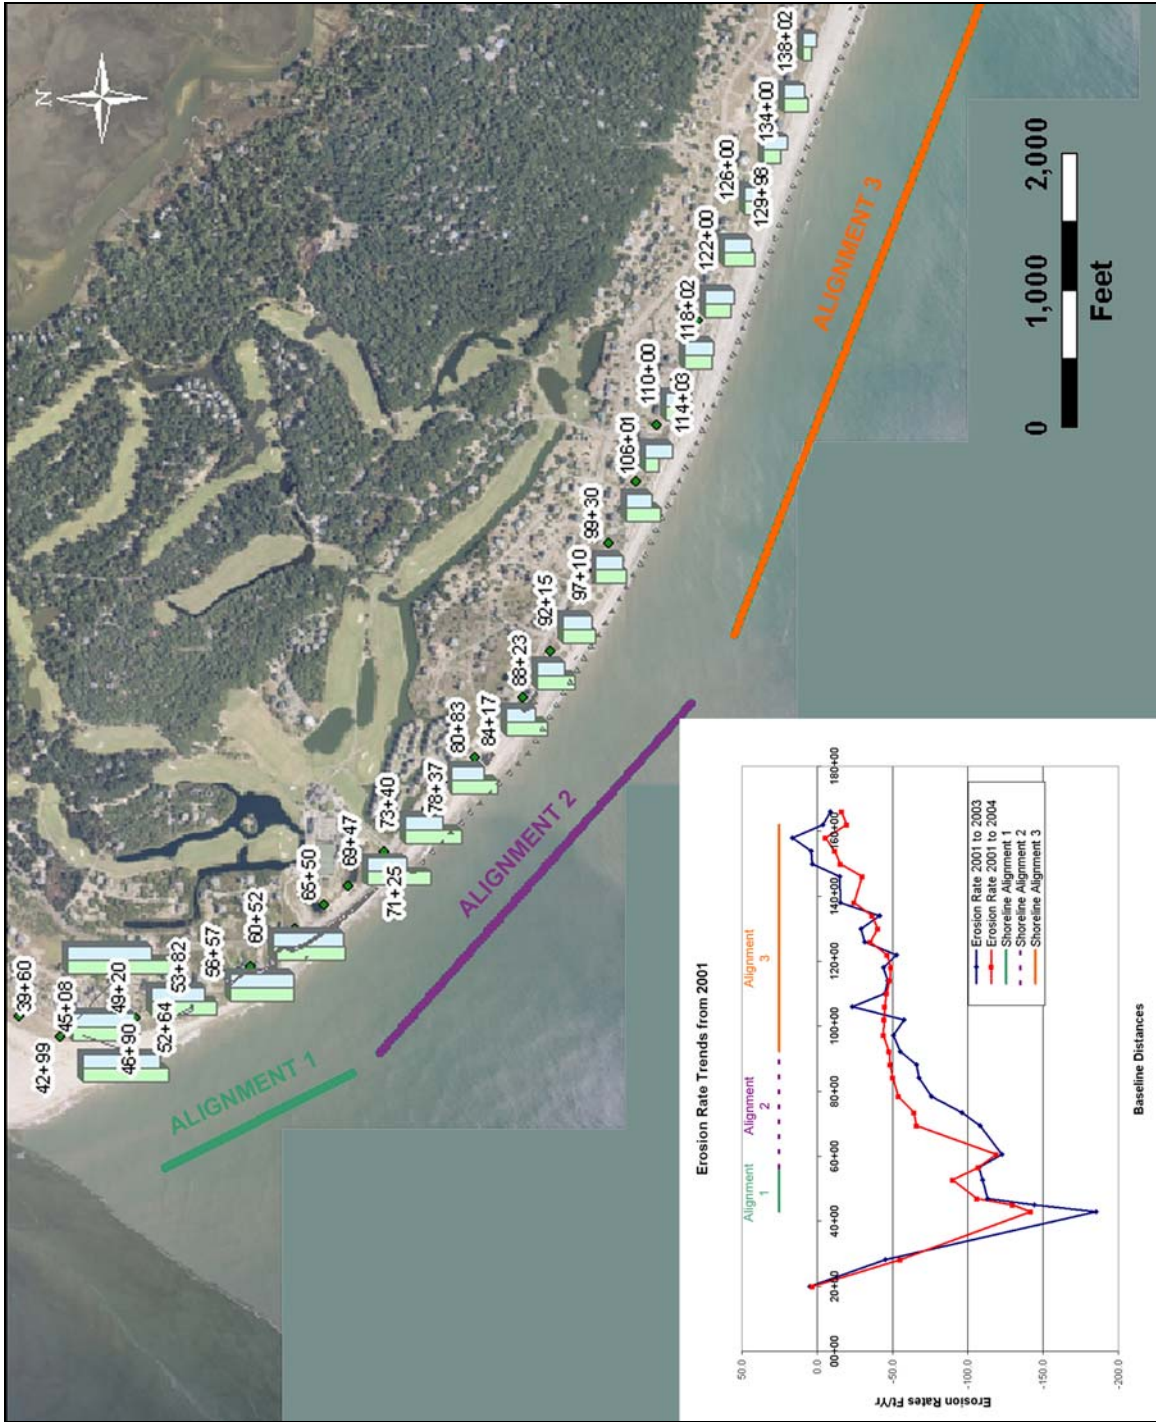 N
39+60
42+99
45+08
46+90
49+20
52+64
53+82
56+57
60+52
65+50
69+47
71+25
73+40
78+37
80+83
84+17
88+23
92+15
97+10
99+30
106+01
110+00
114+03
118+02
122+00
126+00
129+98
134+00
138+02
ALIGNMENT 1
ALIGNMENT 2
ALIGNMENT 3
0 1,000 2,000
Feet
Erosion Rate Trends from 2001
Alignment
1
Alignment
2
Alignment
3
50.0
0.0
-50.0
-100.0
-150.0
-200.0
Erosion Rates Ft/Yr
00+00 20+00 40+00 60+00 80+00 100+00 120+00 140+00 160+00 180+00
Erosion Rate 2001 to 2003
Erosion Rate 2001 to 2004
Shoreline Alignment 1
Shoreline Alignment 2
Shoreline Alignment 3
Baseline Distances